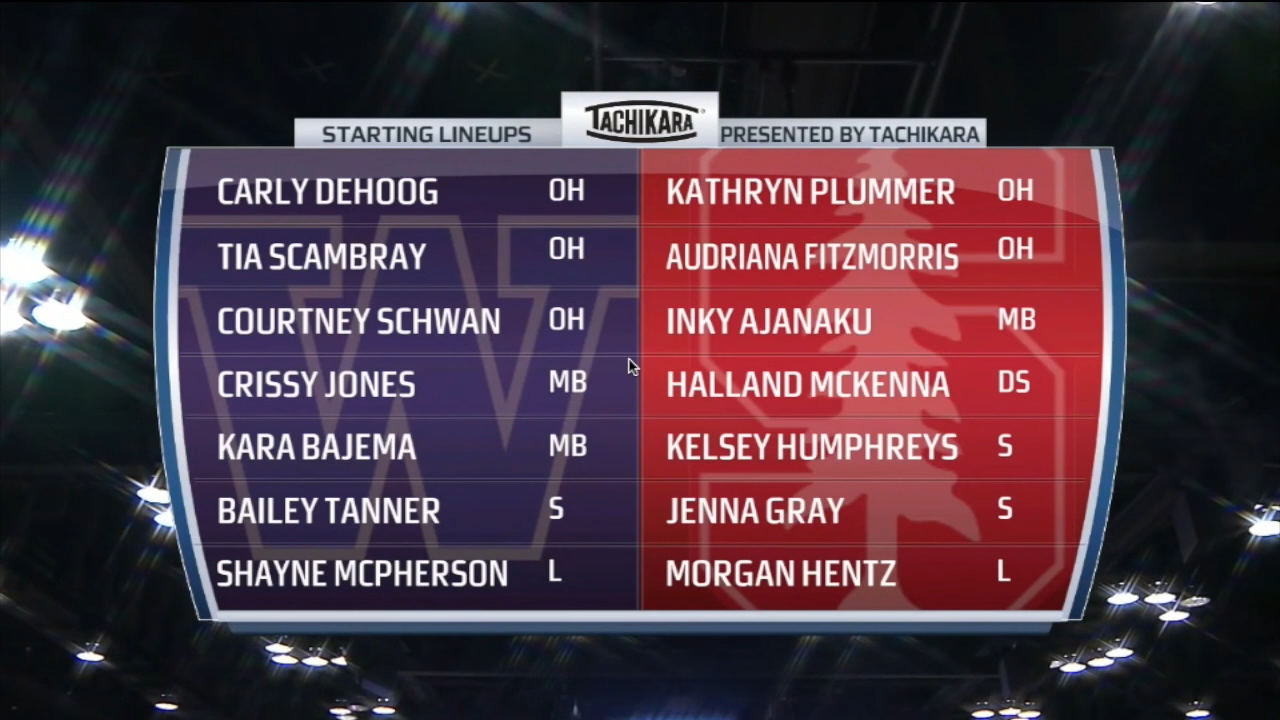 TACHIKARA
STARTING LINEUPS PRESENTED BY TACHIKARA
CARLY DEHOOG OH KATHRYN PLUMMER OH
TIA SCAMBRAY OH AUDRIANA FITZMORRIS OH
COURTNEY SCHWAN OH INKY AJANAKU MB
CRISSY JONES MB HALLAND MCKENNA DS
KARA BAJEMA MB KELSEY HUMPHREYS S
BAILEY TANNER S JENNA GRAY S
SHAYNE MCPHERSON L MORGAN HENTZ L